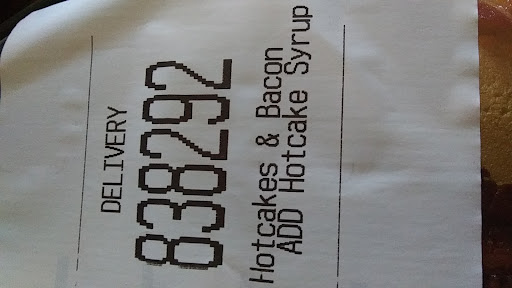 DELIVERY
838292
Hotcakes & Bacon
ADD Hotcake Syrup